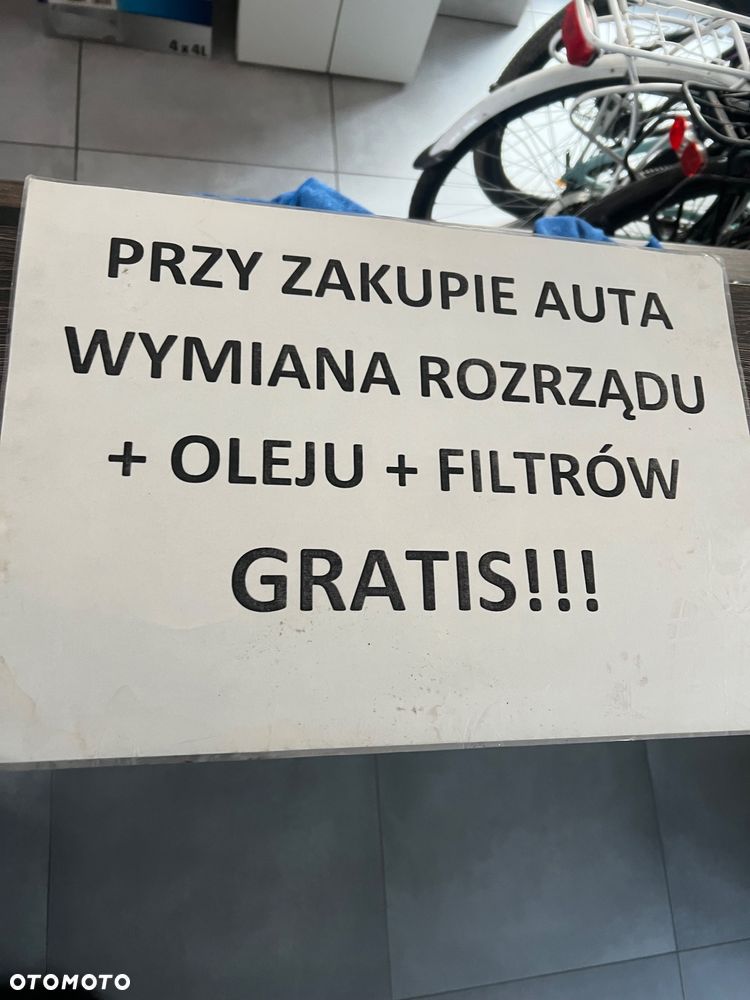 4 x 4L
PRZY ZAKUPIE AUTA
WYMIANA ROZRZĄDU
+ OLEJU + FILTRÓW
GRATIS!!!
OTOMOTO